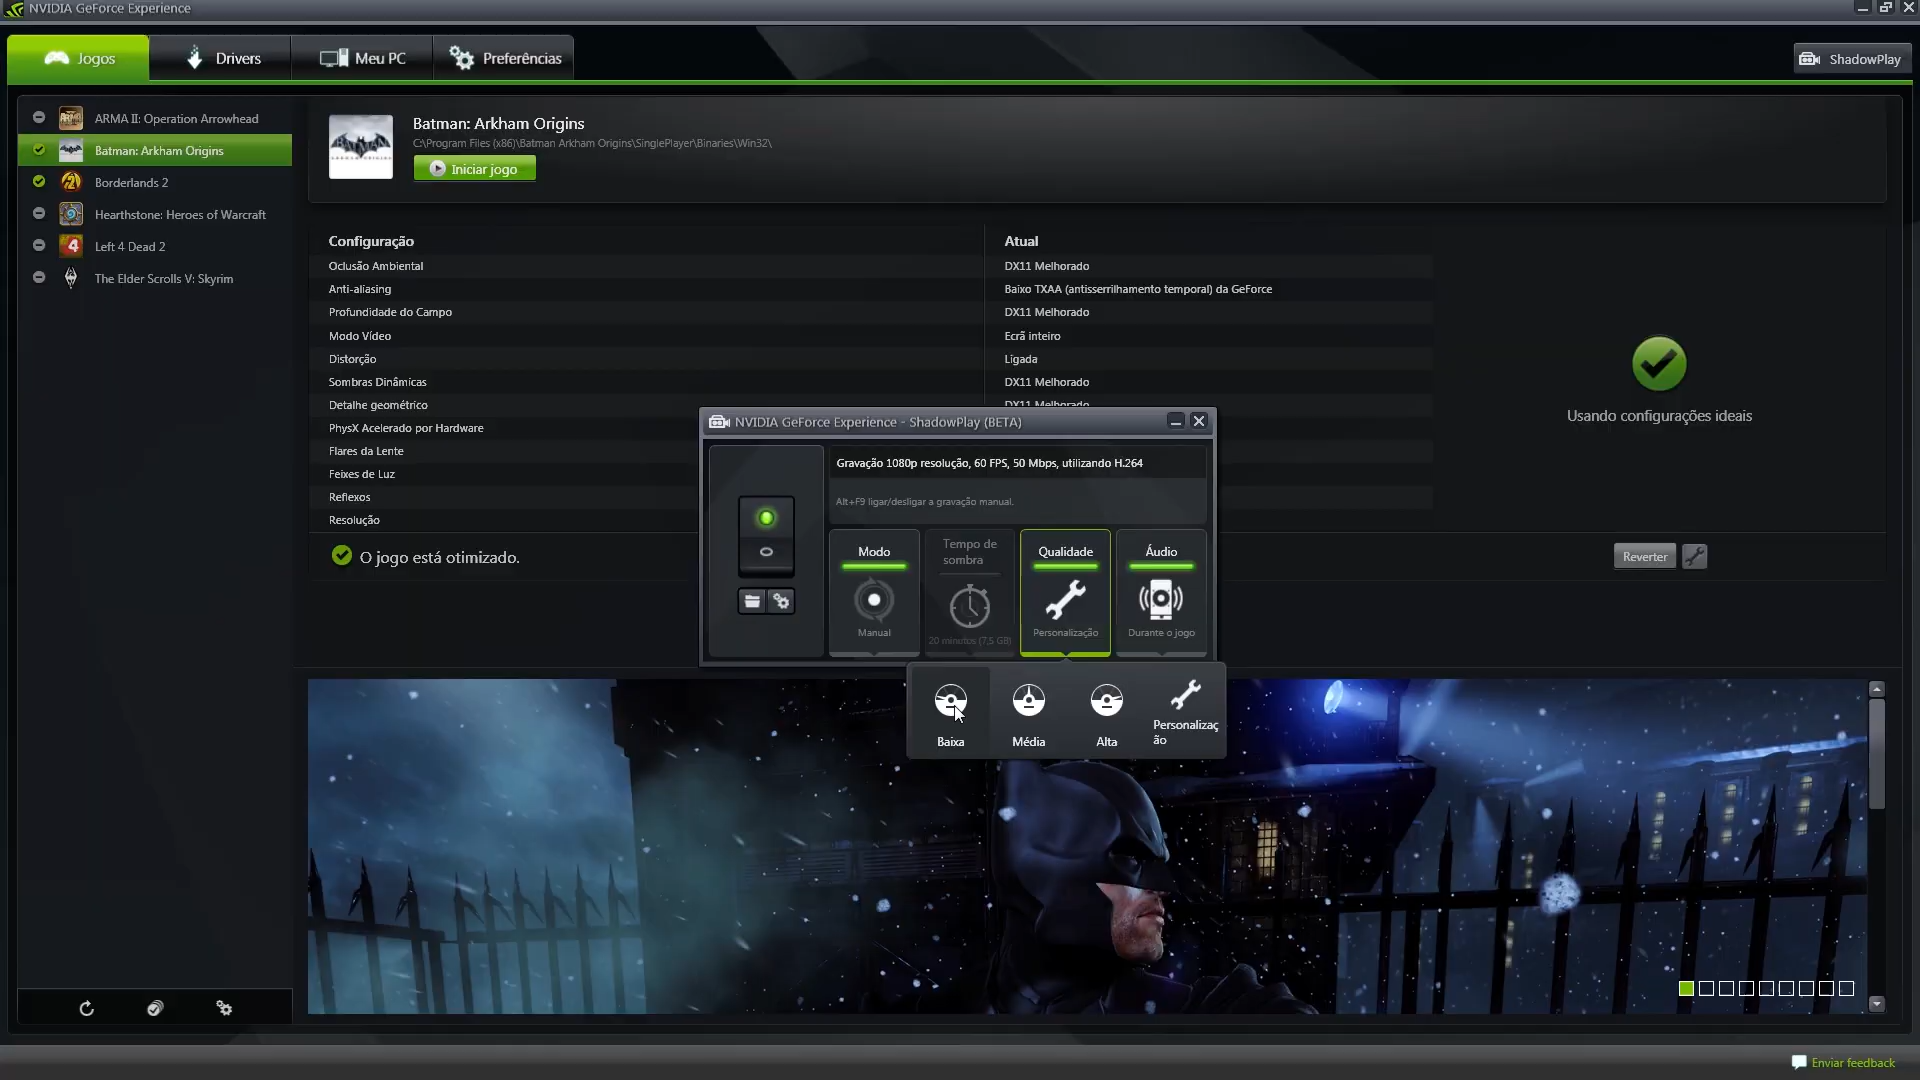 NVIDIA GeForce Experience
Jogos
Drivers
Meu PC
Preferências
ShadowPlay
ARMA II: Operation Arrowhead
Batman: Arkham Origins
Borderlands 2
Hearthstone: Heroes of Warcraft
Left 4 Dead 2
The Elder Scrolls V: Skyrim
Batman: Arkham Origins
C:\Program Files (x86)\Batman Arkham Origins\SinglePlayer\Binaries\Win32\
Iniciar jogo
Configuração
Atual
Oclusão Ambiental
DX11 Melhorado
Anti-aliasing
Baixo TXAA (antisserrilhamento temporal) da GeForce
Profundidade do Campo
DX11 Melhorado
Modo Vídeo
Ecrã inteiro
Distorção
Ligada
Sombras Dinâmicas
DX11 Melhorado
Detalhe geométrico
DX11 Melhorado
PhysX Acelerado por Hardware
Flares da Lente
Feixes de Luz
Reflexos
Resolução
Usando configurações ideais
O jogo está otimizado.
Reverter
NVIDIA GeForce Experience - ShadowPlay (BETA)
Gravação 1080p resolução, 60 FPS, 50 Mbps, utilizando H.264
Alt+F9 ligar/desligar a gravação manual.
Modo
Manual
Tempo de
sombra
20 minutos (7,5 GB)
Qualidade
Personalização
Áudio
Durante o jogo
Baixa
Média
Alta
Personalizaç
ão
Enviar feedback